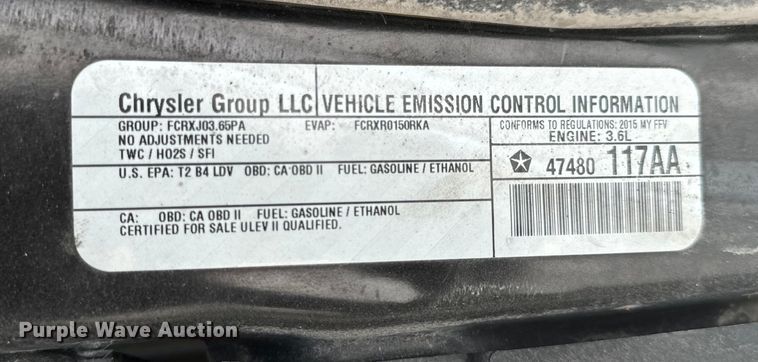 Chrysler Group LLC VEHICLE EMISSION CONTROL INFORMATION
GROUP: FCRXJ03.65PA EVAP: FCRXR0150RKA CONFORMS TO REGULATIONS: 2015 MY FFV
NO ADJUSTMENTS NEEDED ENGINE: 3.6L
TWC / HO2S / SFI
47480 117AA
U.S. EPA: T2 B4 LDV OBD: CA OBD II FUEL: GASOLINE / ETHANOL
CA: OBD: CA OBD II FUEL: GASOLINE / ETHANOL
CERTIFIED FOR SALE ULEV II QUALIFIED.
Purple Wave Auction